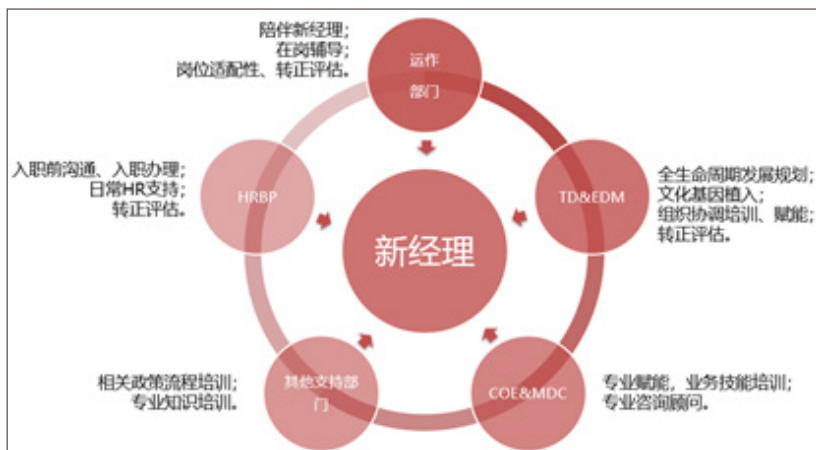 陪伴新经理；
在岗辅导；
岗位适配性、转正评估。
运作
部门
入职前沟通、入职办理；
日常HR支持；
转正评估。
HRBP
TD&EDM
全生命周期发展规划；
文化基因植入；
组织协调培训、赋能；
转正评估。
新经理
相关政策流程培训；
专业知识培训。
其他支持部
门
COE&MDC
专业赋能，业务技能培训；
专业咨询顾问。